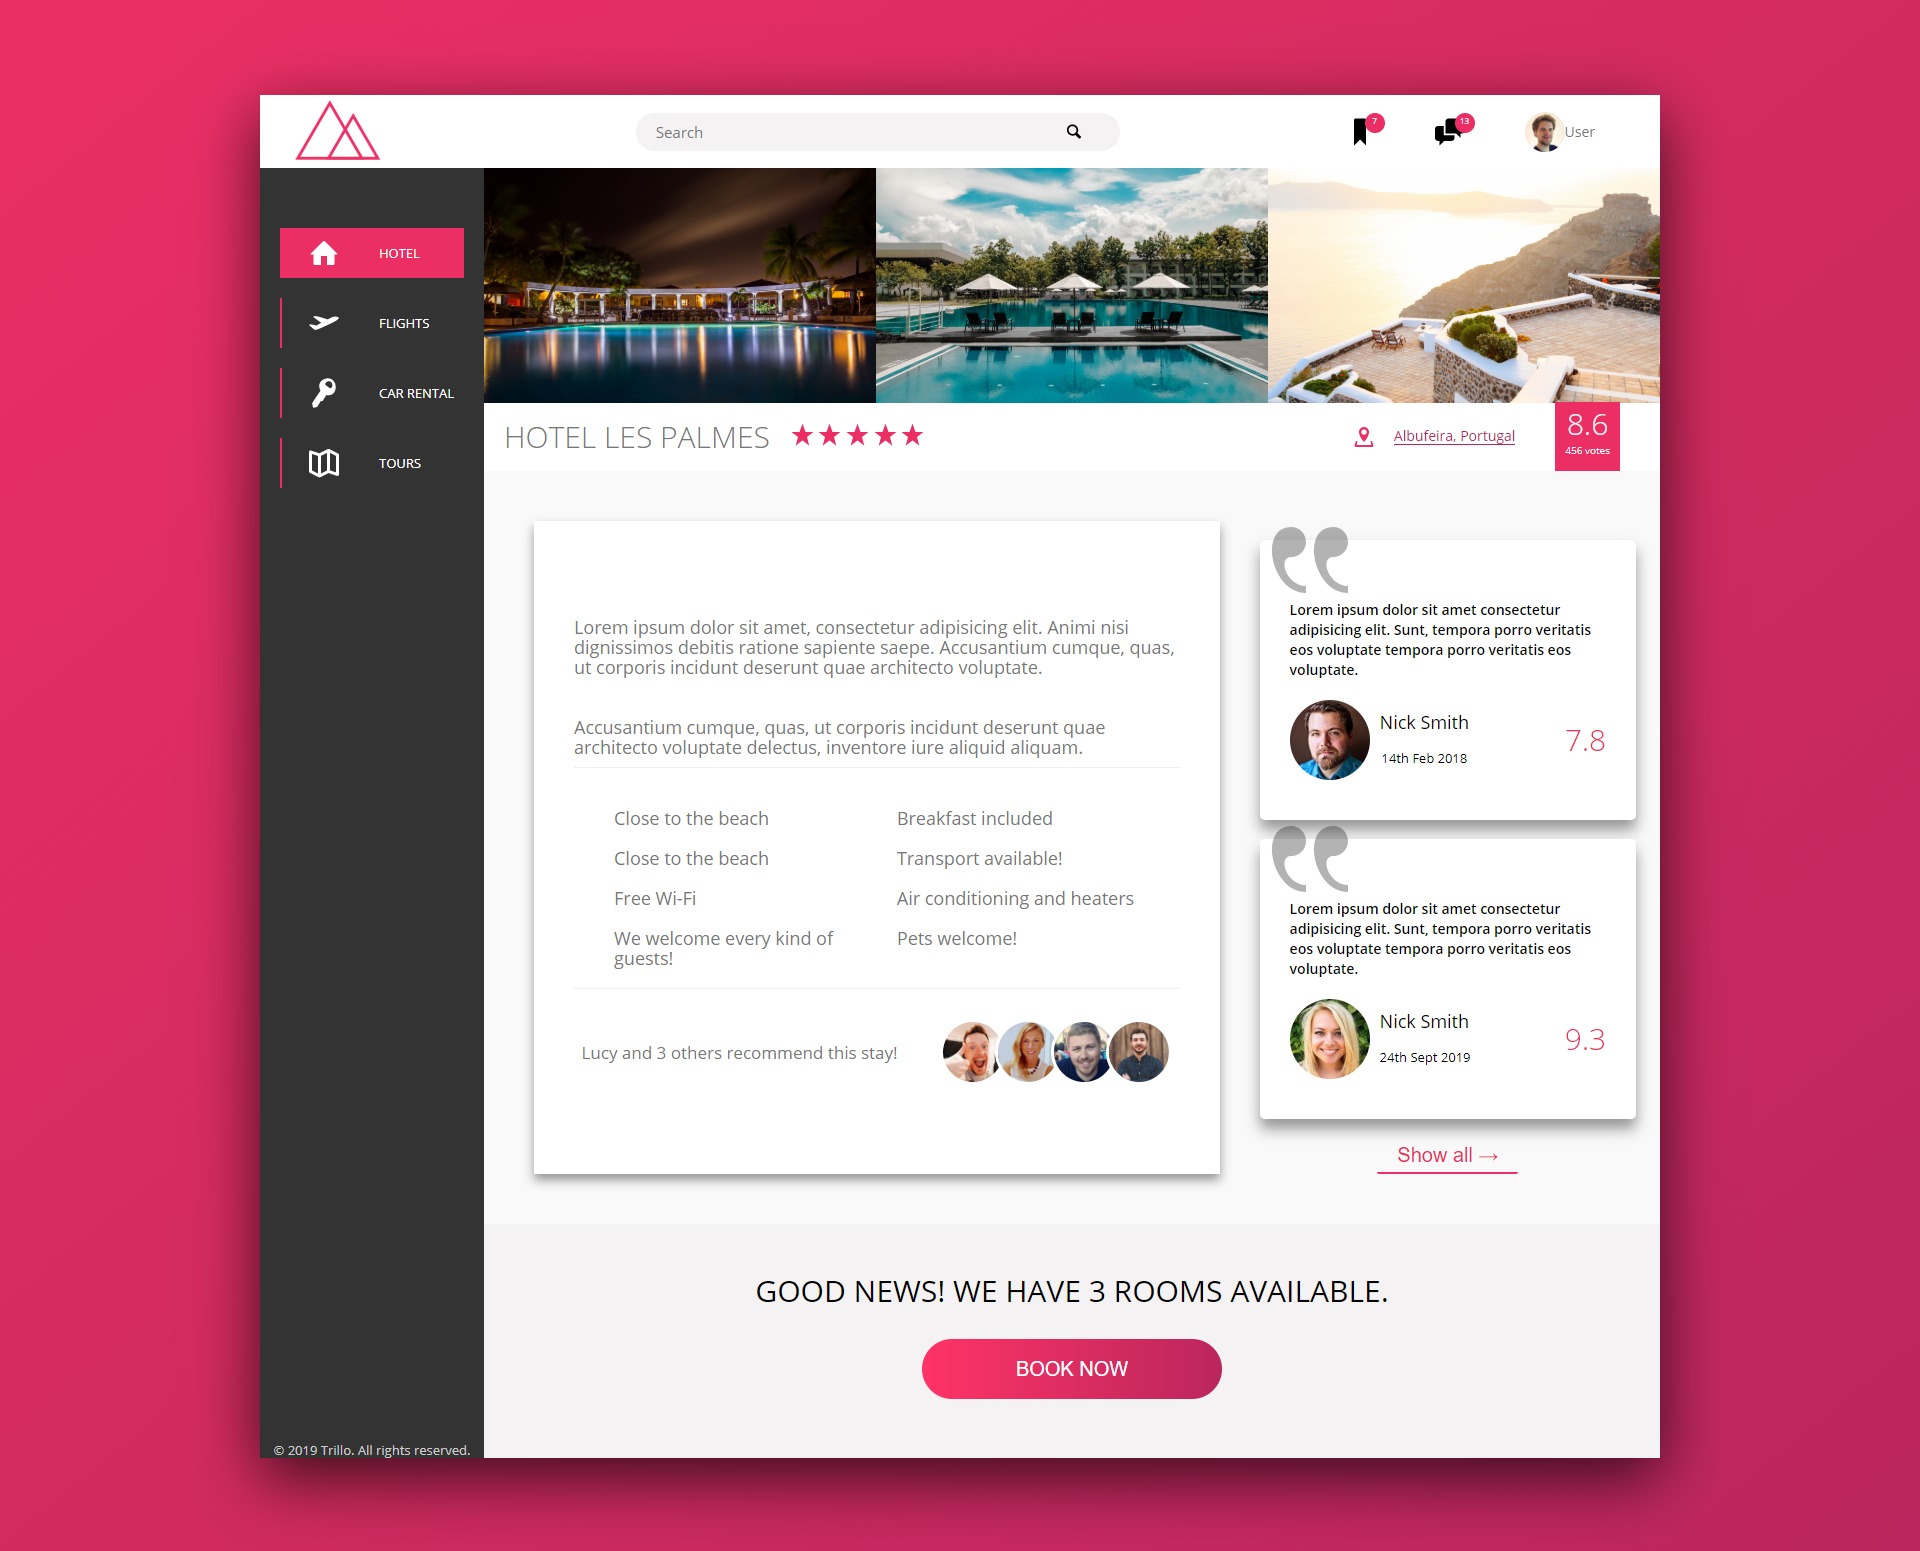 Search
7
13
User
HOTEL
FLIGHTS
CAR RENTAL
TOURS
HOTEL LES PALMES
Albufeira, Portugal
8.6
456 votes
Lorem ipsum dolor sit amet, consectetur adipisicing elit. Animi nisi
dignissimos debitis ratione sapiente saepe. Accusantium cumque, quas,
ut corporis incidunt deserunt quae architecto voluptate.
Accusantium cumque, quas, ut corporis incidunt deserunt quae
architecto voluptate delectus, inventore iure aliquid aliquam.
Close to the beach
Breakfast included
Close to the beach
Transport available!
Free Wi-Fi
Air conditioning and heaters
We welcome every kind of
guests!
Pets welcome!
Lucy and 3 others recommend this stay!
Lorem ipsum dolor sit amet consectetur
adipisicing elit. Sunt, tempora porro veritatis
eos voluptate tempora porro veritatis eos
voluptate.
Nick Smith
14th Feb 2018
7.8
Lorem ipsum dolor sit amet consectetur
adipisicing elit. Sunt, tempora porro veritatis
eos voluptate tempora porro veritatis eos
voluptate.
Nick Smith
24th Sept 2019
9.3
Show all →
GOOD NEWS! WE HAVE 3 ROOMS AVAILABLE.
BOOK NOW
© 2019 Trillo. All rights reserved.